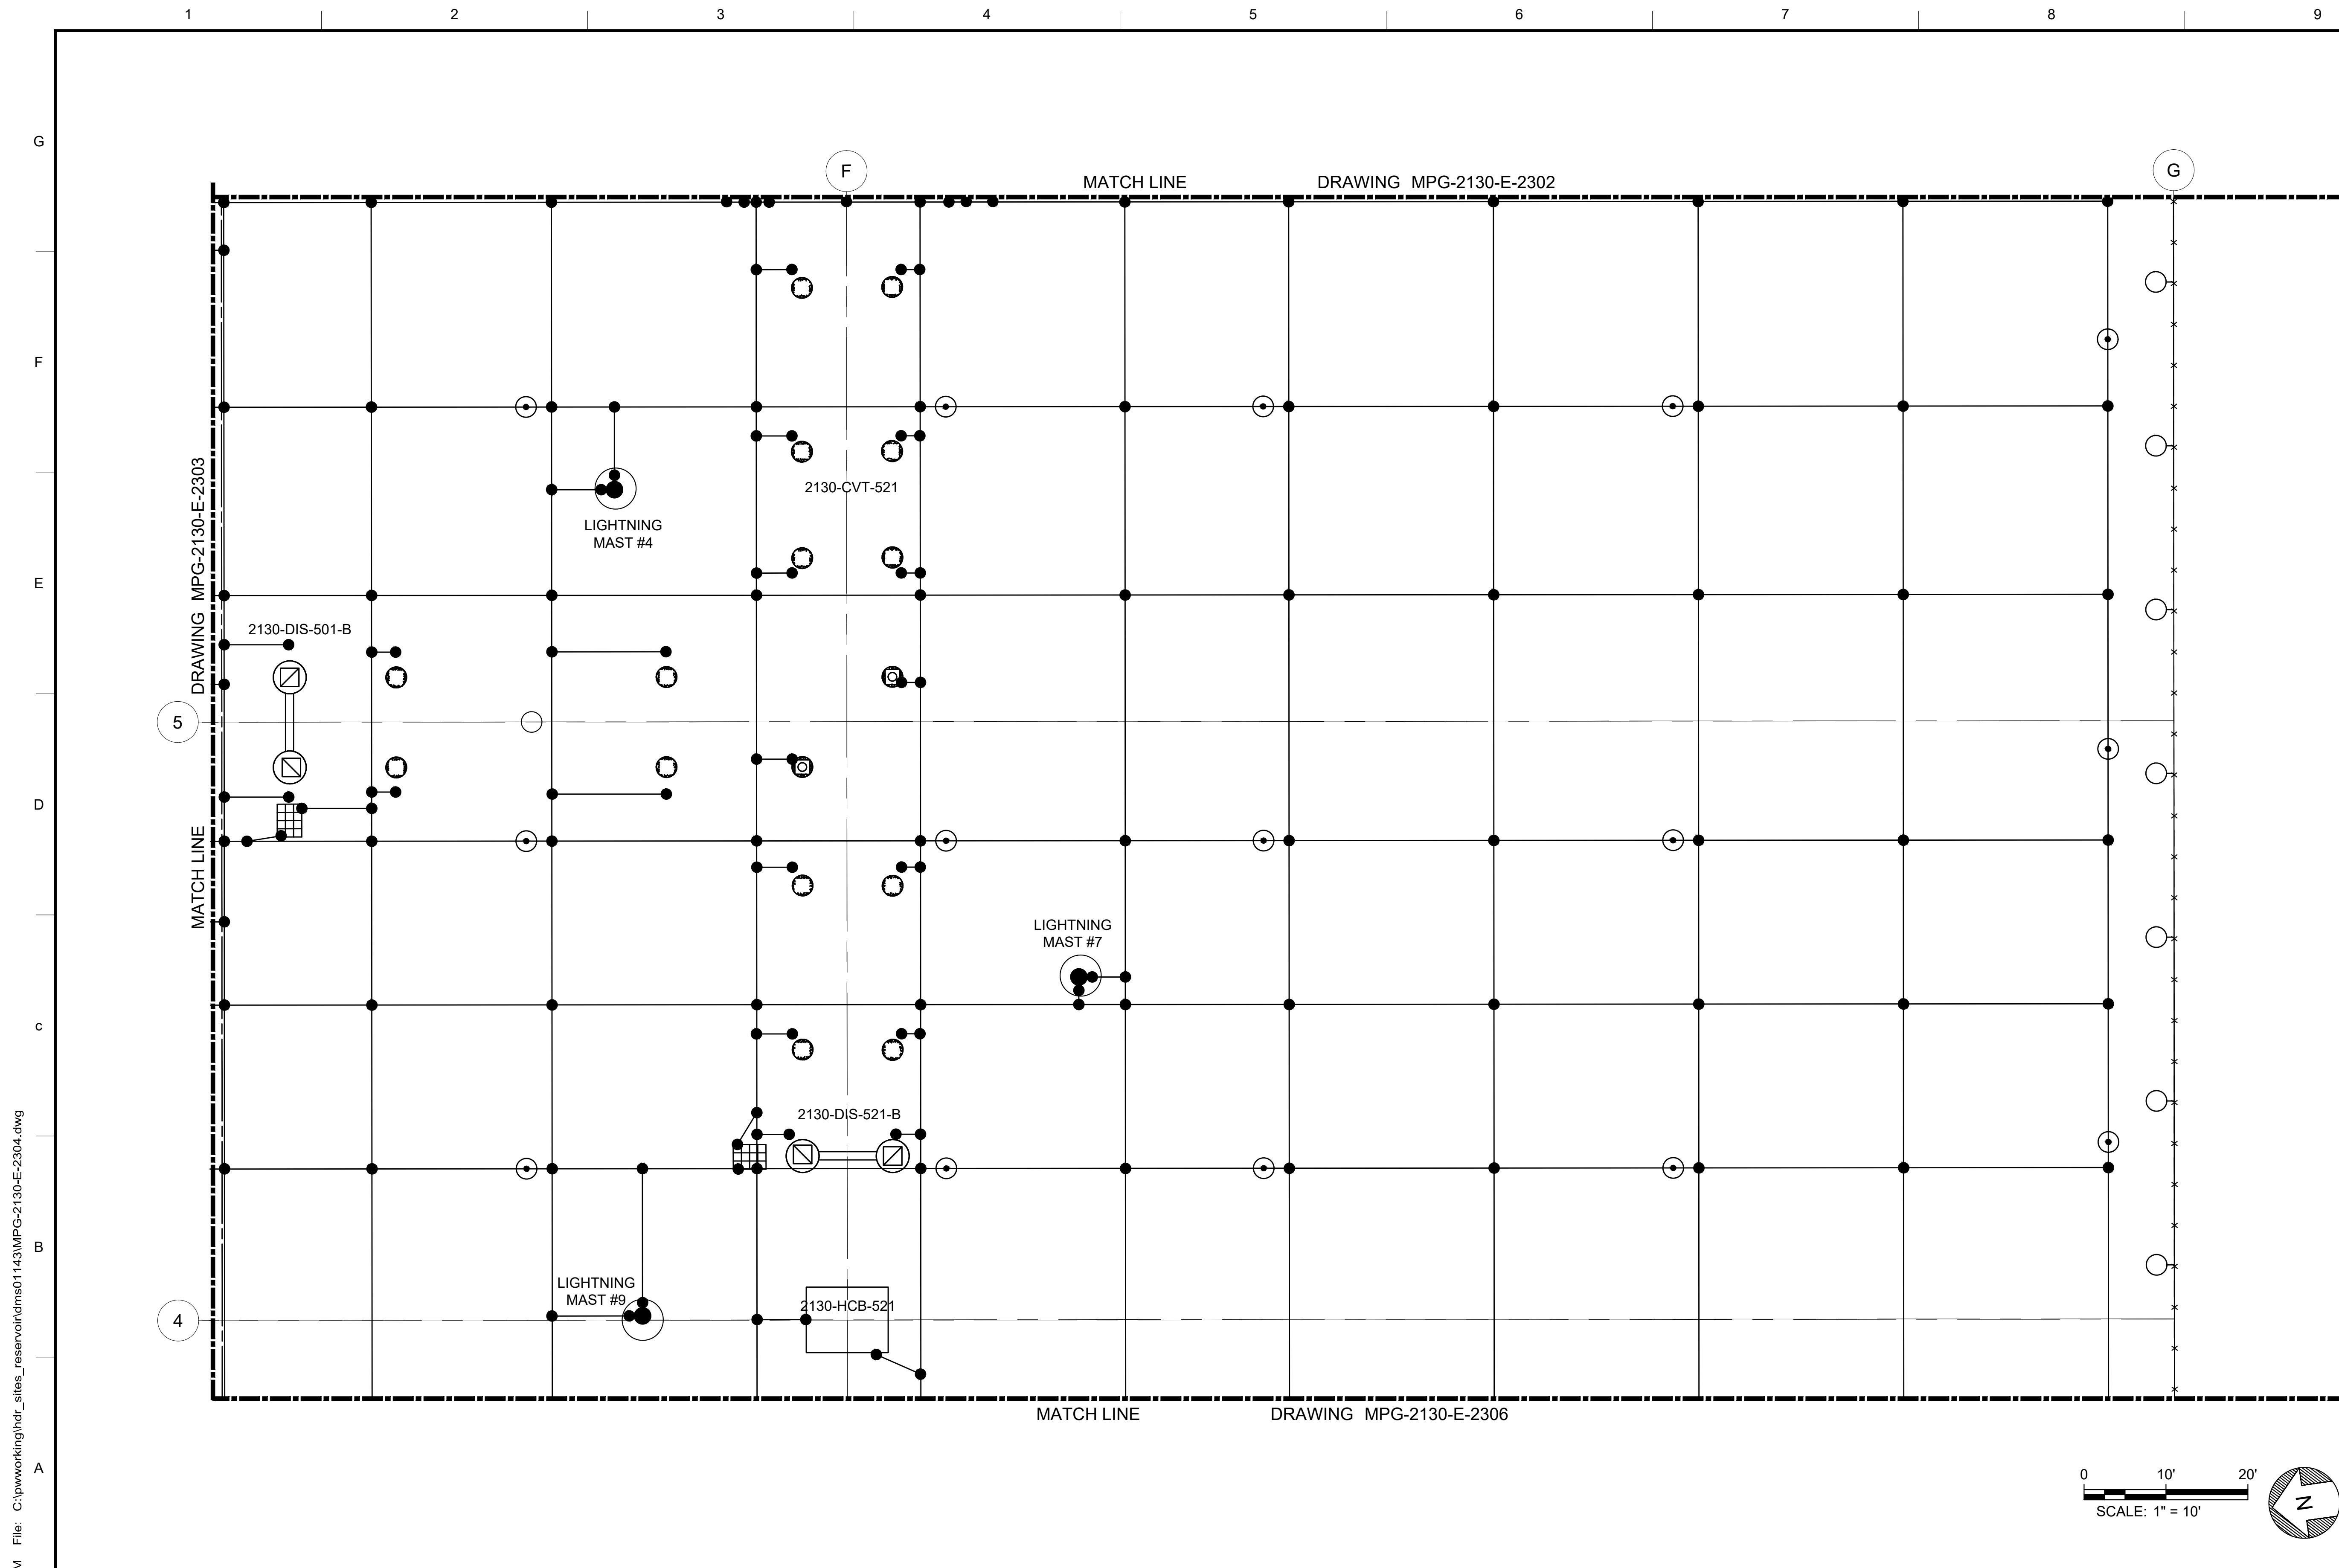 1 2 3 4 5 6 7 8 9
G
F G
MATCH LINE DRAWING MPG-2130-E-2302
F
MATCH LINE DRAWING MPG-2130-E-2303
2130-CVT-521
LIGHTNING
MAST #4
E
2130-DIS-501-B
5
D
LIGHTNING
MAST #7
c
2130-DIS-521-B
B
LIGHTNING
MAST #9
2130-HCB-521
4
MATCH LINE DRAWING MPG-2130-E-2306
A
0 10' 20'
SCALE: 1" = 10'
N
M File: C:\pwworking\hdr_sites_reservoir\dms01143\MPG-2130-E-2304.dwg